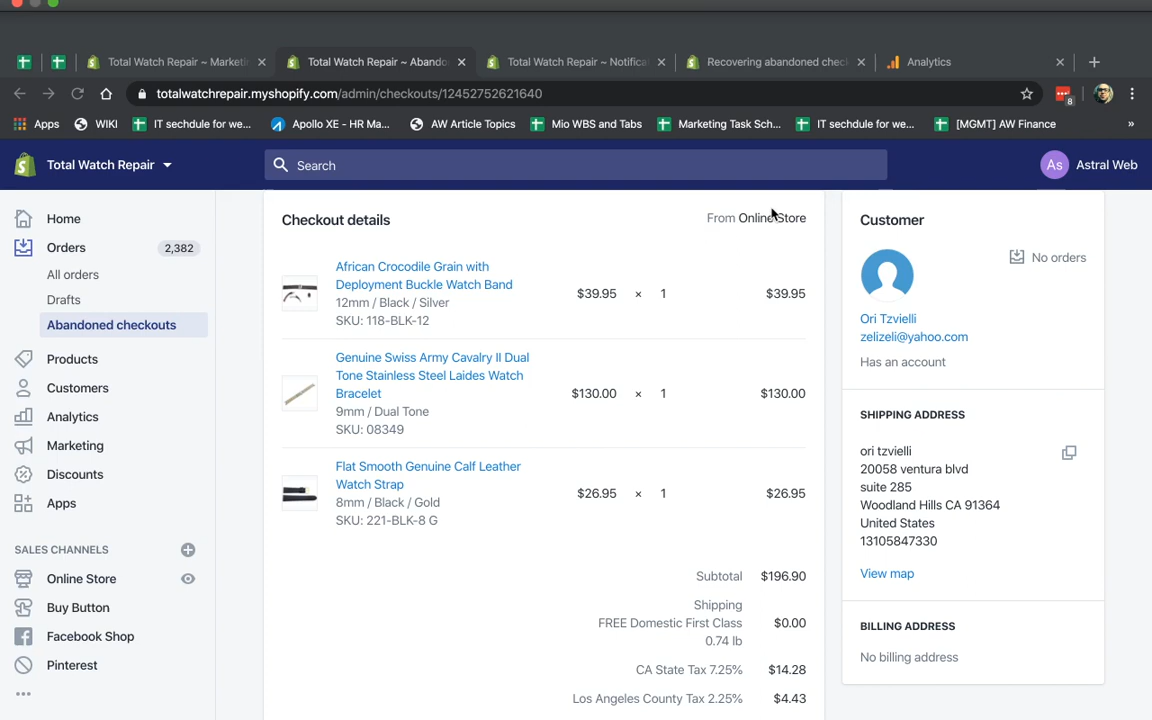 Total Watch Repair ~ Marketi
Total Watch Repair ~ Abando
Total Watch Repair ~ Notifica
Recovering abandoned chec
Analytics
totalwatchrepair.myshopify.com/admin/checkouts/12452752621640
8
Apps
WIKI
IT sechdule for we...
Apollo XE - HR Ma...
AW Article Topics
Mio WBS and Tabs
Marketing Task Sch...
IT sechdule for we...
[MGMT] AW Finance
»
Total Watch Repair
Search
As
Astral Web
Home
Orders
2,382
All orders
Drafts
Abandoned checkouts
Products
Customers
Analytics
Marketing
Discounts
Apps
SALES CHANNELS
Online Store
Buy Button
Facebook Shop
Pinterest
Checkout details
From Online Store
African Crocodile Grain with
Deployment Buckle Watch Band
12mm / Black / Silver
SKU: 118-BLK-12
$39.95 × 1 $39.95
Genuine Swiss Army Cavalry II Dual
Tone Stainless Steel Laides Watch
Bracelet
9mm / Dual Tone
SKU: 08349
$130.00 × 1 $130.00
Flat Smooth Genuine Calf Leather
Watch Strap
8mm / Black / Gold
SKU: 221-BLK-8 G
$26.95 × 1 $26.95
Subtotal $196.90
Shipping
FREE Domestic First Class $0.00
0.74 lb
CA State Tax 7.25% $14.28
Los Angeles County Tax 2.25% $4.43
Customer
No orders
Ori Tzvielli
zelizeli@yahoo.com
Has an account
SHIPPING ADDRESS
ori tzvielli
20058 ventura blvd
suite 285
Woodland Hills CA 91364
United States
13105847330
View map
BILLING ADDRESS
No billing address